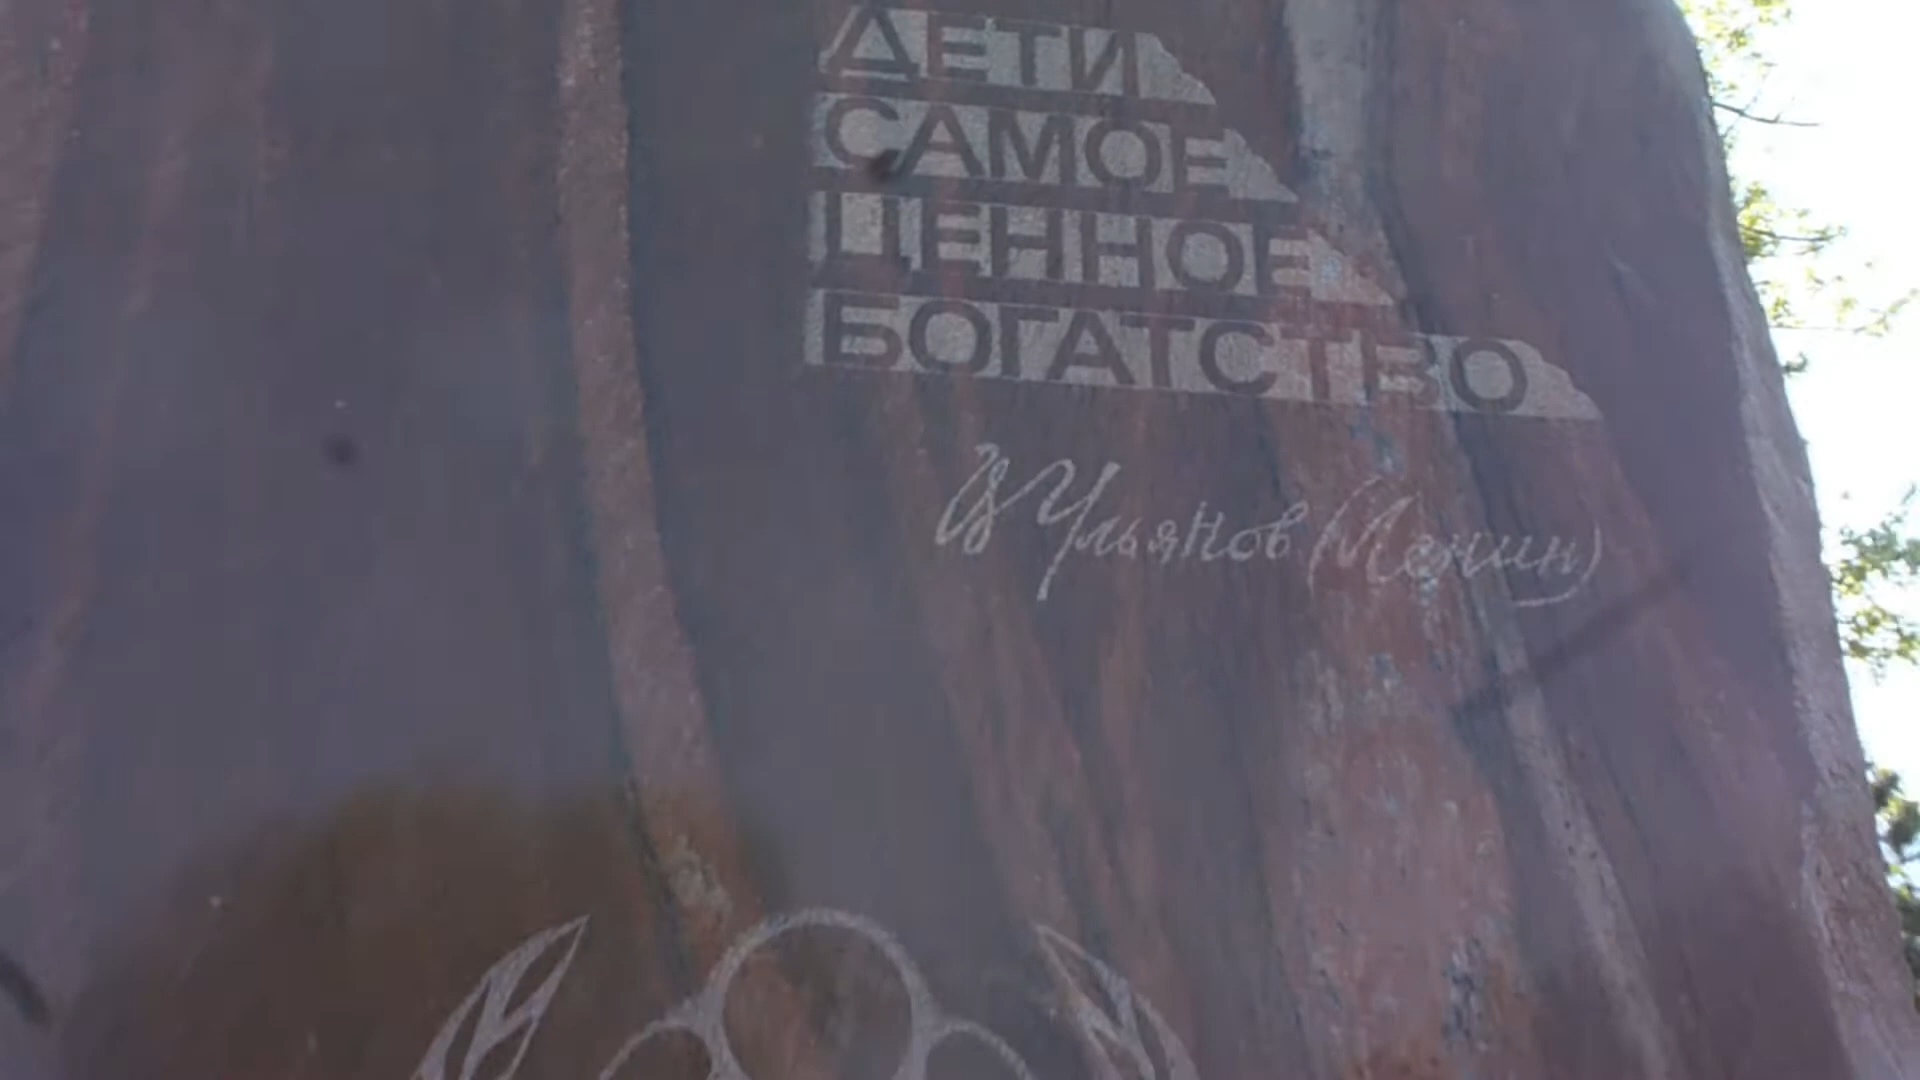 ДЕТИ
САМОЕ
ЦЕННОЕ
БОГАТСТВО
В Ульянов (Ленин)